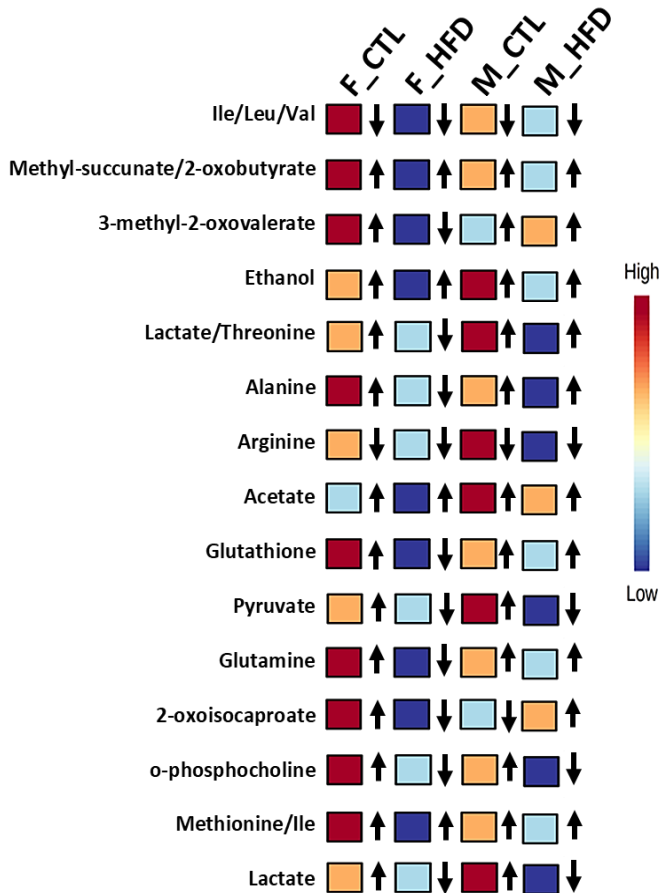 F_CTL F_HFD M_CTL M_HFD
Ile/Leu/Val
Methyl-succunate/2-oxobutyrate
3-methyl-2-oxovalerate
Ethanol
High
Lactate/Threonine
Alanine
Arginine
Acetate
Glutathione
Low
Pyruvate
Glutamine
2-oxoisocaproate
o-phosphocholine
Methionine/Ile
Lactate